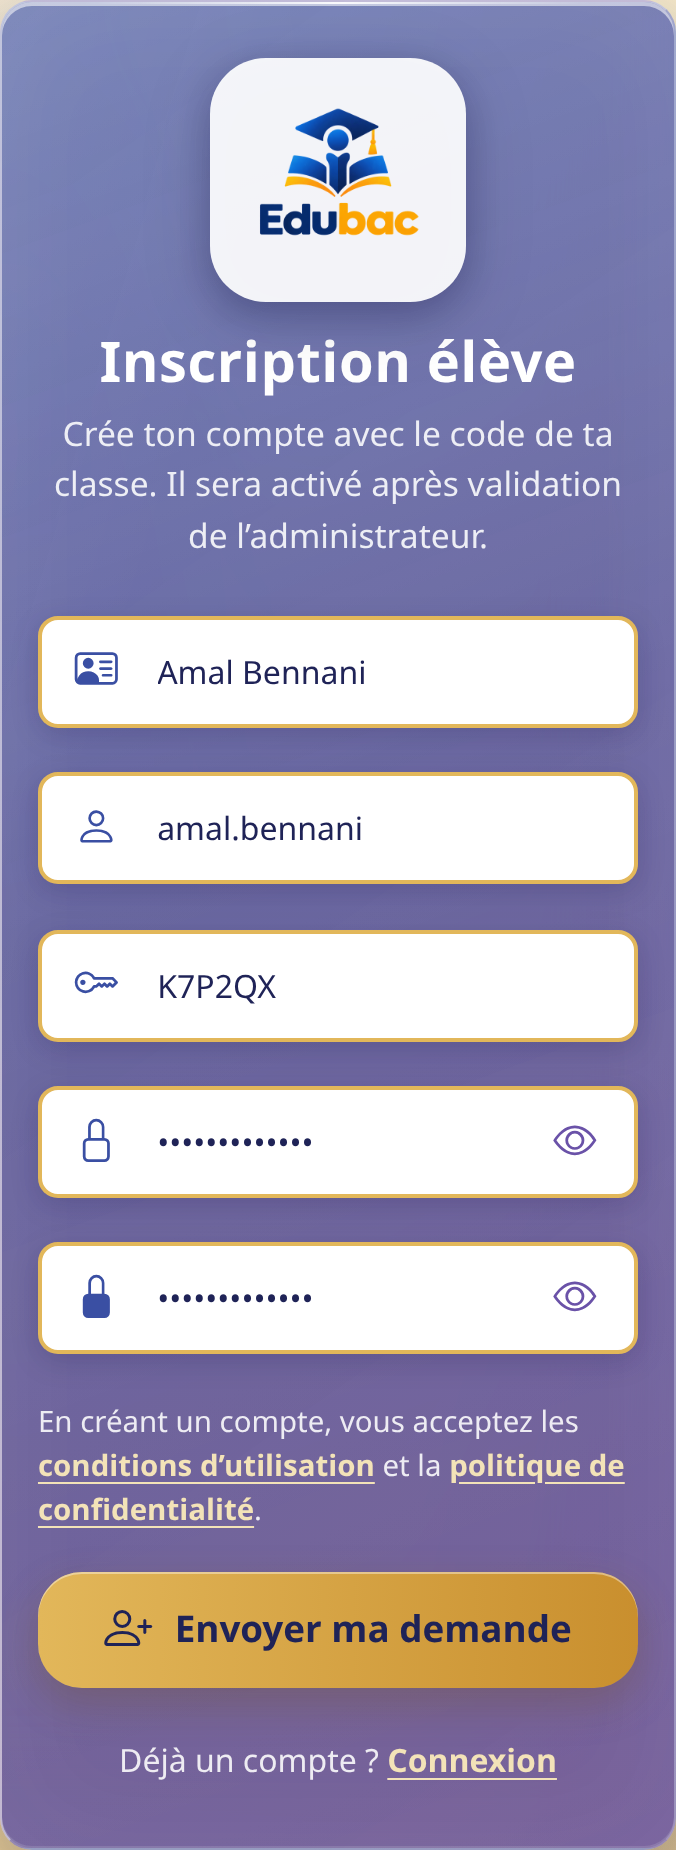 Edubac
Inscription élève
Crée ton compte avec le code de ta
classe. Il sera activé après validation
de l’administrateur.
Amal Bennani
amal.bennani
K7P2QX
•••••••••••••
•••••••••••••
En créant un compte, vous acceptez les
conditions d’utilisation et la politique de
confidentialité.
Envoyer ma demande
Déjà un compte ? Connexion